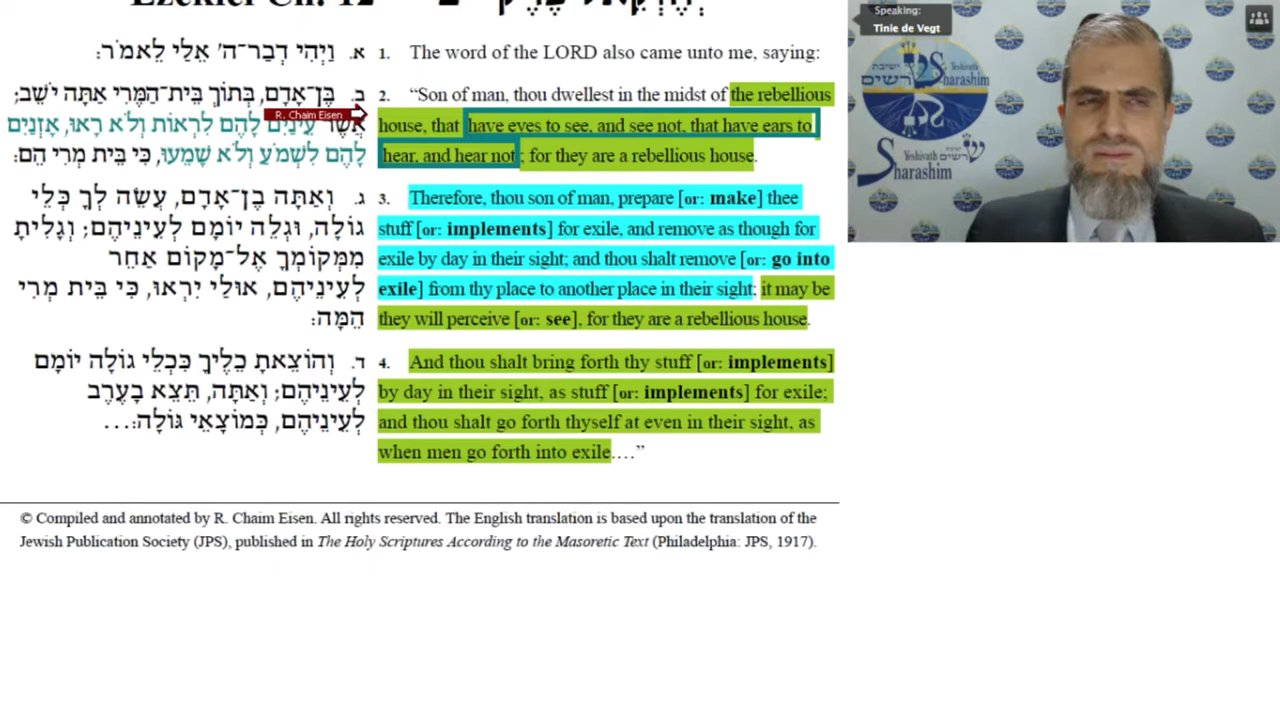 Ezekiel Ch. 12
יְחֶזְקֵאל פֶּרֶק י״ב
א. וַיְהִי דְבַר־ה׳ אֵלַי לֵאמֹר:
1. The word of the LORD also came unto me, saying:
ב. בֶּן־אָדָם, בְּתוֹךְ בֵּית־הַמֶּרִי אַתָּה יֹשֵׁב;
אֲשֶׁר עֵינַיִם לָהֶם לִרְאוֹת וְלֹא רָאוּ, אָזְנַיִם
לָהֶם לִשְׁמֹעַ וְלֹא שָׁמֵעוּ, כִּי בֵּית מְרִי הֵם:
R. Chaim Eisen
2. “Son of man, thou dwellest in the midst of the rebellious
house, that have eyes to see, and see not, that have ears to
hear, and hear not; for they are a rebellious house.
ג. וְאַתָּה בֶן־אָדָם, עֲשֵׂה לְךָ כְּלֵי
גוֹלָה, וּגְלֵה יוֹמָם לְעֵינֵיהֶם; וְגָלִיתָ
מִמְּקוֹמְךָ אֶל־מָקוֹם אַחֵר
לְעֵינֵיהֶם, אוּלַי יִרְאוּ, כִּי בֵּית מְרִי
הֵמָּה:
3. Therefore, thou son of man, prepare [or: make] thee
stuff [or: implements] for exile, and remove as though for
exile by day in their sight; and thou shalt remove [or: go into
exile] from thy place to another place in their sight; it may be
they will perceive [or: see], for they are a rebellious house.
ד. וְהוֹצֵאתָ כֵלֶיךָ כִּכְלֵי גוֹלָה יוֹמָם
לְעֵינֵיהֶם; וְאַתָּה, תֵּצֵא בָעֶרֶב
לְעֵינֵיהֶם, כְּמוֹצָאֵי גּוֹלָה:...
4. And thou shalt bring forth thy stuff [or: implements]
by day in their sight, as stuff [or: implements] for exile;
and thou shalt go forth thyself at even in their sight, as
when men go forth into exile....”
© Compiled and annotated by R. Chaim Eisen. All rights reserved. The English translation is based upon the translation of the
Jewish Publication Society (JPS), published in The Holy Scriptures According to the Masoretic Text (Philadelphia: JPS, 1917).
Speaking:
Tinie de Vegt
ישיבת
שרשים
Yeshivath
Sharashim